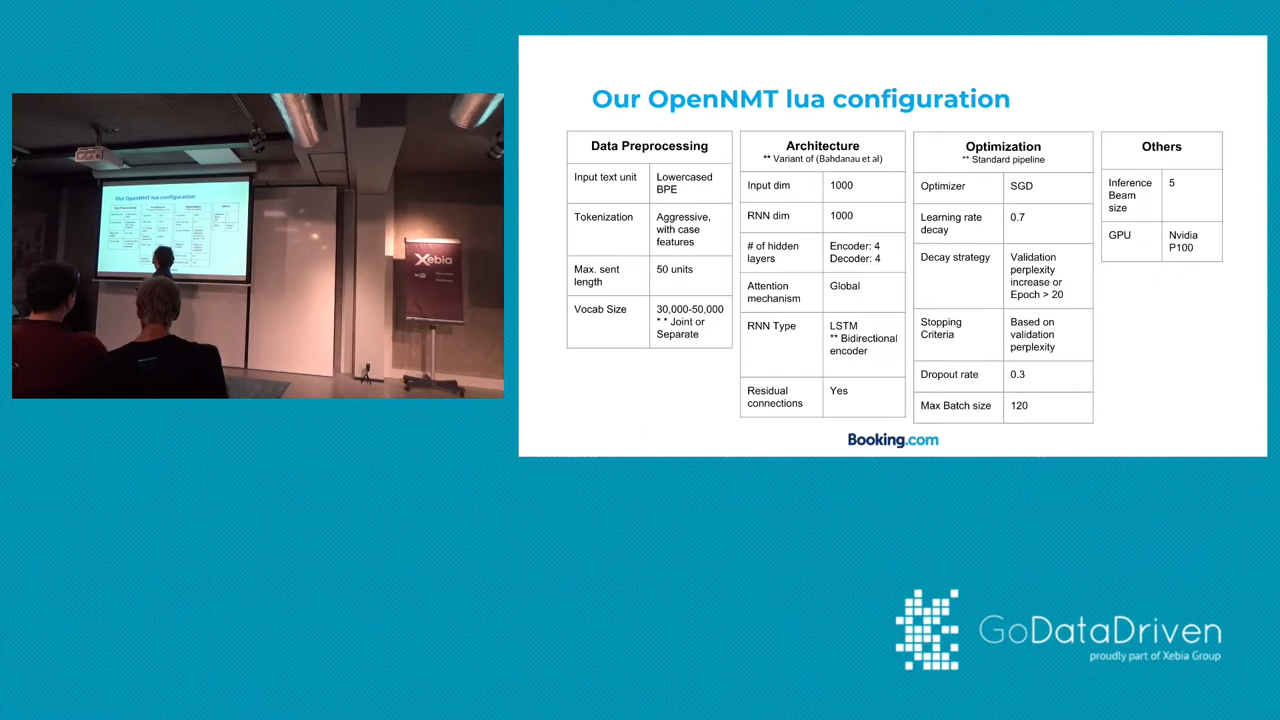 Our OpenNMT lua configuration
Data Preprocessing
Input text unit
Lowercased
BPE
Tokenization
Aggressive,
with case
features
Max. sent
length
50 units
Vocab Size
30,000-50,000
* * Joint or
Separate
Architecture
** Variant of (Bahdanau et al)
Input dim
1000
RNN dim
1000
# of hidden
layers
Encoder: 4
Decoder: 4
Attention
mechanism
Global
RNN Type
LSTM
** Bidirectional
encoder
Residual
connections
Yes
Optimization
** Standard pipeline
Optimizer
SGD
Learning rate
decay
0.7
Decay strategy
Validation
perplexity
increase or
Epoch > 20
Stopping
Criteria
Based on
validation
perplexity
Dropout rate
0.3
Max Batch size
120
Others
Inference
Beam
size
5
GPU
Nvidia
P100
Booking.com
Our OpenNMT lua configuration
Xebia
GoDataDriven
proudly part of Xebia Group